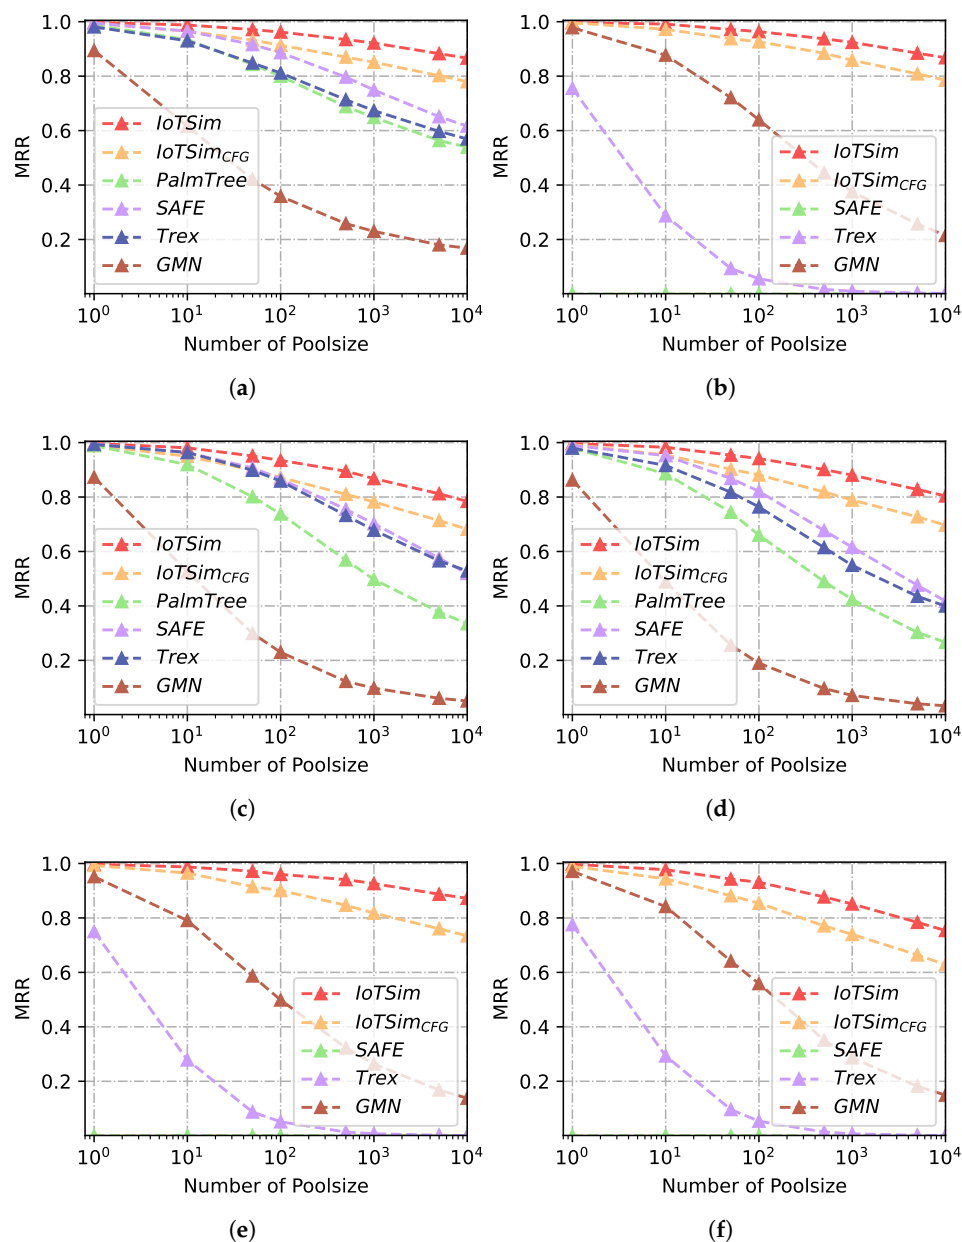 1.0
0.8
0.6
0.4
0.2
MRR
IoTSim
IoTSim_CFG
PalmTree
SAFE
Trex
GMN
10^0 10^1 10^2 10^3 10^4
Number of Poolsize
(a)
1.0
0.8
0.6
0.4
0.2
MRR
IoTSim
IoTSim_CFG
SAFE
Trex
GMN
10^0 10^1 10^2 10^3 10^4
Number of Poolsize
(b)
1.0
0.8
0.6
0.4
0.2
MRR
IoTSim
IoTSim_CFG
PalmTree
SAFE
Trex
GMN
10^0 10^1 10^2 10^3 10^4
Number of Poolsize
(c)
1.0
0.8
0.6
0.4
0.2
MRR
IoTSim
IoTSim_CFG
PalmTree
SAFE
Trex
GMN
10^0 10^1 10^2 10^3 10^4
Number of Poolsize
(d)
1.0
0.8
0.6
0.4
0.2
MRR
IoTSim
IoTSim_CFG
SAFE
Trex
GMN
10^0 10^1 10^2 10^3 10^4
Number of Poolsize
(e)
1.0
0.8
0.6
0.4
0.2
MRR
IoTSim
IoTSim_CFG
SAFE
Trex
GMN
10^0 10^1 10^2 10^3 10^4
Number of Poolsize
(f)